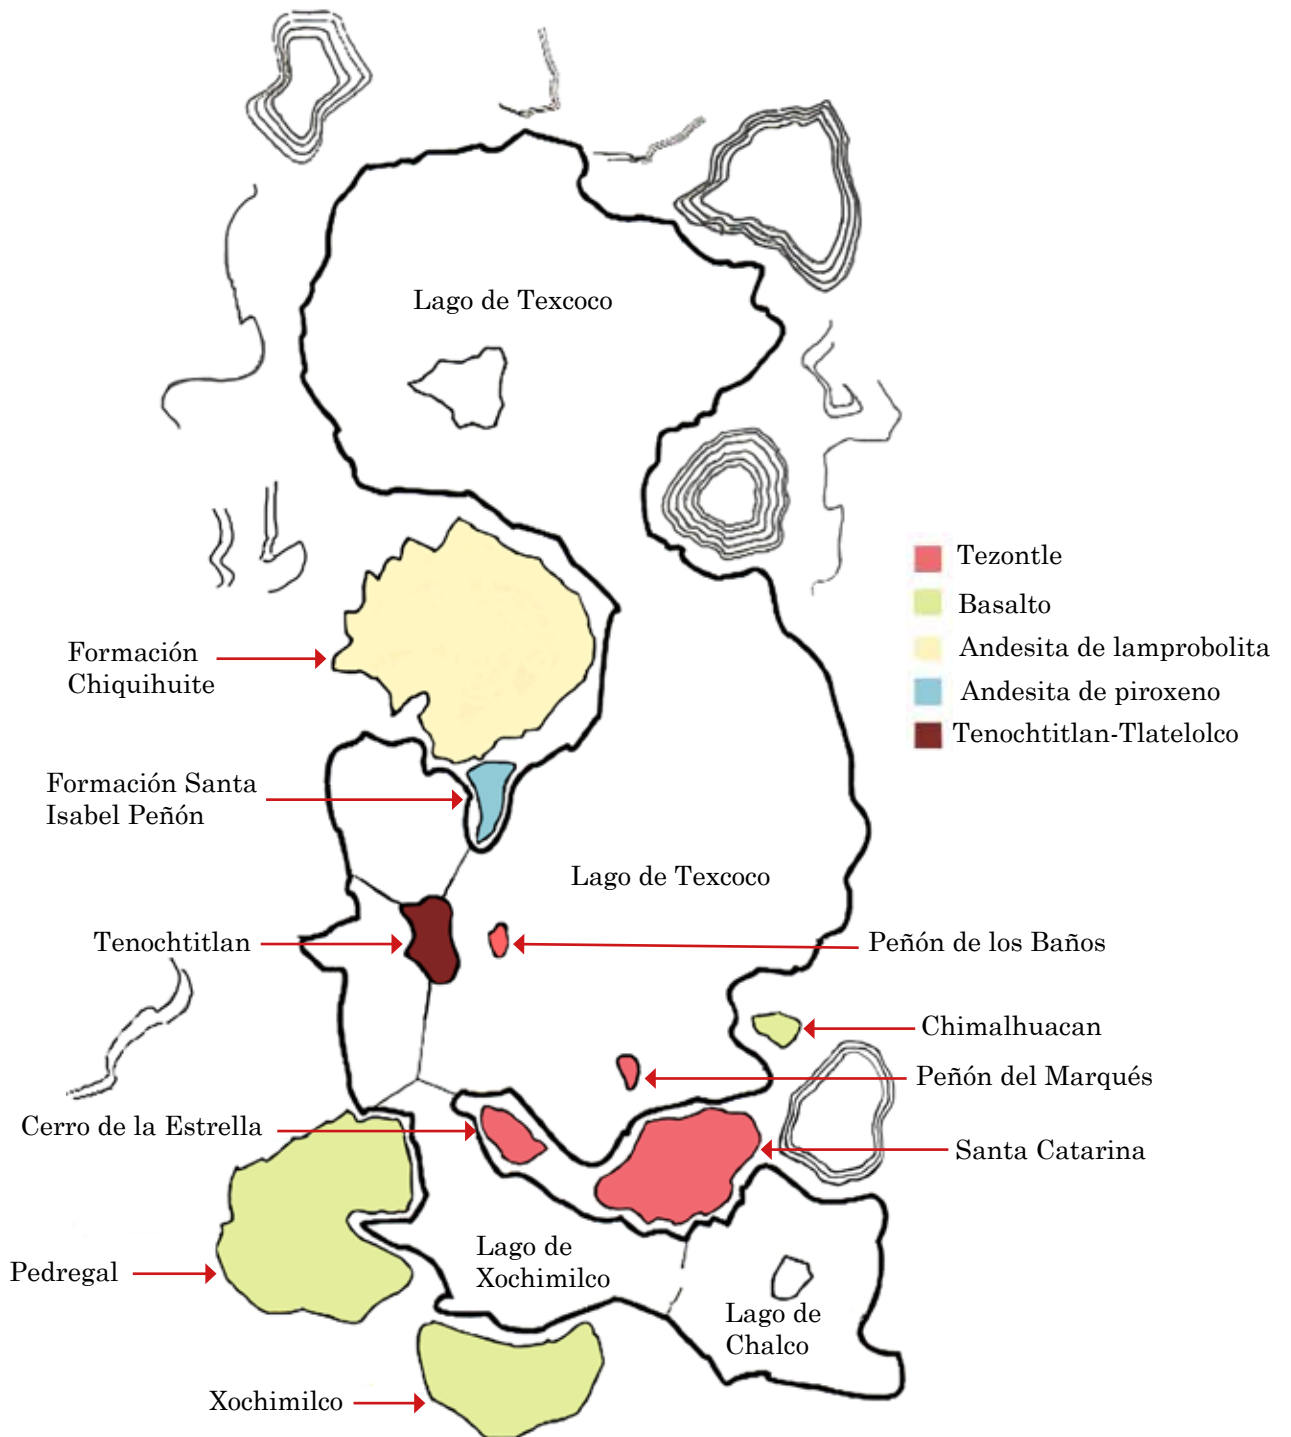 Lago de Texcoco
Tezontle
Basalto
Andesita de lamprobolita
Andesita de piroxeno
Tenochtitlan-Tlatelolco
Formación
Chiquihuite
Formación Santa
Isabel Peñón
Lago de Texcoco
Tenochtitlan
Peñón de los Baños
Chimalhuacan
Peñón del Marqués
Cerro de la Estrella
Santa Catarina
Pedregal
Lago de
Xochimilco
Lago de
Chalco
Xochimilco